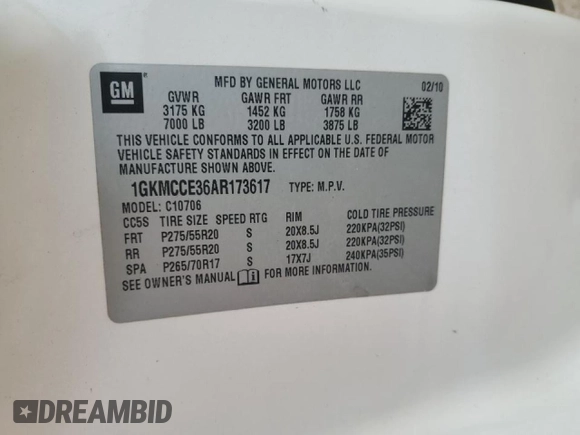 GM
MFD BY GENERAL MOTORS LLC 02/10
GVWR GAWR FRT GAWR RR
3175 KG 1452 KG 1758 KG
7000 LB 3200 LB 3875 LB
THIS VEHICLE CONFORMS TO ALL APPLICABLE U.S. FEDERAL MOTOR
VEHICLE SAFETY STANDARDS IN EFFECT ON THE DATE OF
MANUFACTURE SHOWN ABOVE.
1GKMCCE36AR173617 TYPE: M.P.V.
MODEL: C10706
CC5S TIRE SIZE SPEED RTG RIM COLD TIRE PRESSURE
FRT P275/55R20 S 20X8.5J 220KPA(32PSI)
RR P275/55R20 S 20X8.5J 220KPA(32PSI)
SPA P265/70R17 S 17X7J 240KPA(35PSI)
SEE OWNER'S MANUAL FOR MORE INFORMATION.
DREAMBID